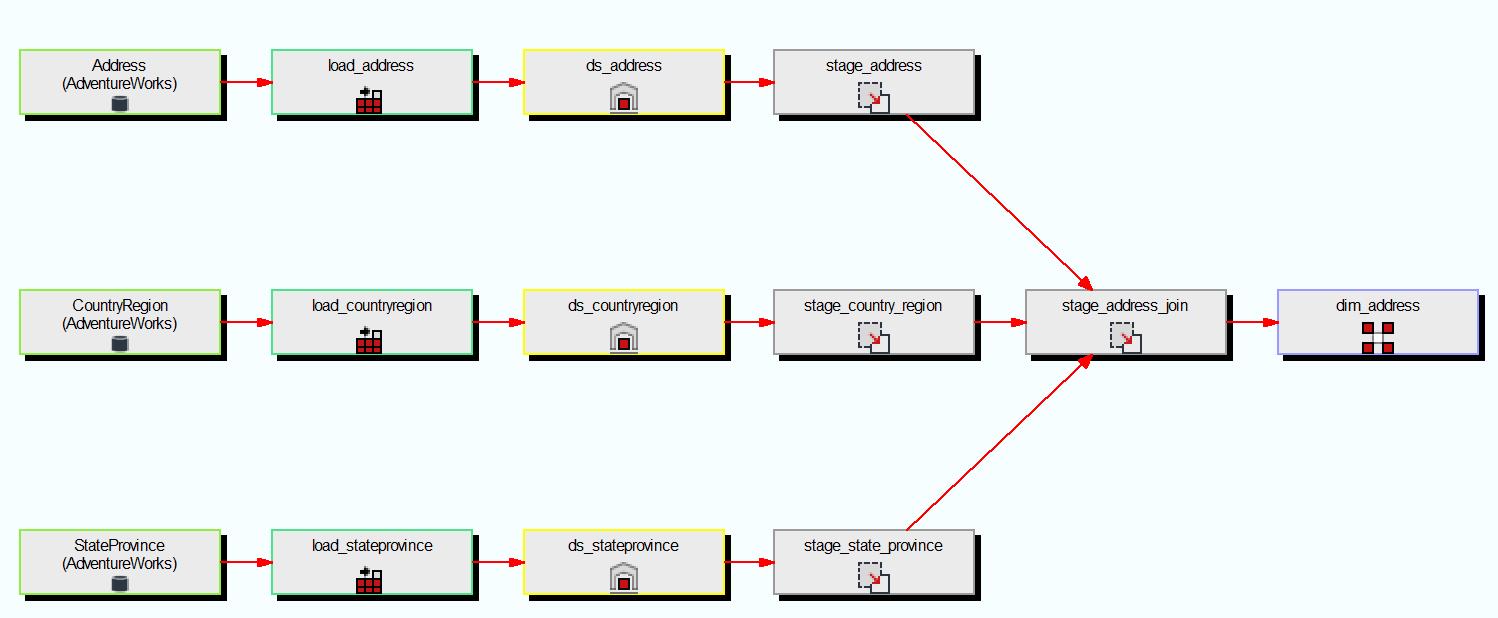 Address
(AdventureWorks)
load_address
ds_address
stage_address
CountryRegion
(AdventureWorks)
load_countryregion
ds_countryregion
stage_country_region
stage_address_join
dim_address
StateProvince
(AdventureWorks)
load_stateprovince
ds_stateprovince
stage_state_province